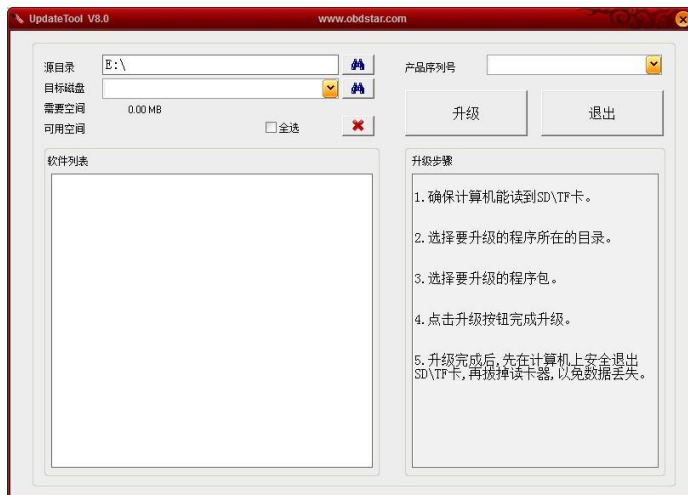 UpdateTool V8.0
www.obdstar.com
源目录
E:\
产品序列号
目标磁盘
需要空间
0.00 MB
可用空间
全选
升级
退出
软件列表
升级步骤
1.确保计算机能读到SD\TF卡。
2.选择要升级的程序所在的目录。
3.选择要升级的程序包。
4.点击升级按钮完成升级。
5.升级完成后,先在计算机上安全退出
SD\TF卡,再拔掉读卡器,以免数据丢失。